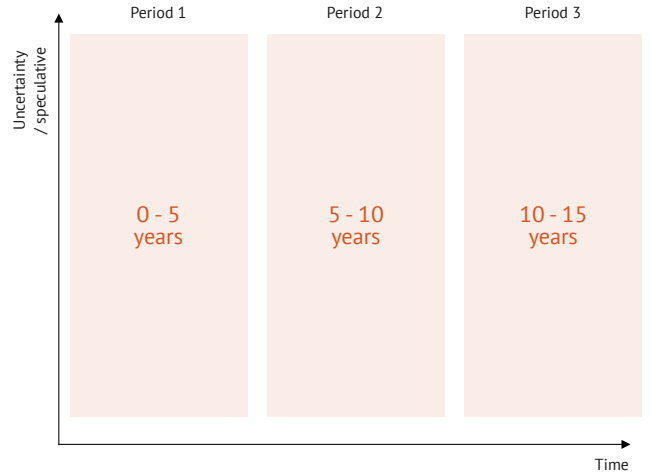 Period 1
Period 2
Period 3
Uncertainty
/ speculative
0 - 5
years
5 - 10
years
10 - 15
years
Time